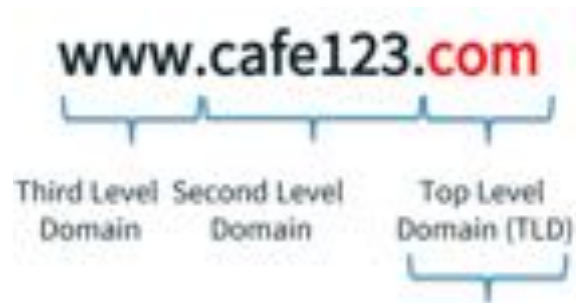 www.cafe123.com
Third Level Second Level Top Level
Domain Domain Domain (TLD)